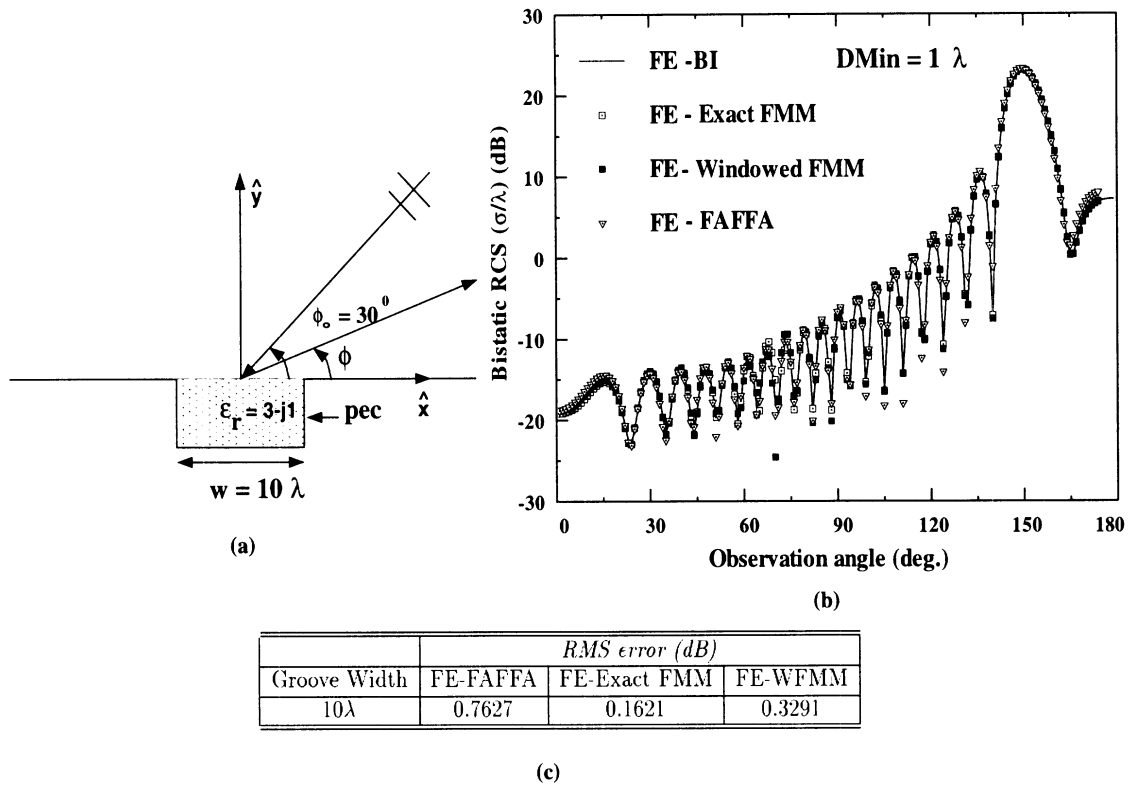 ŷ
ϕₒ = 30⁰
ϕ
x̂
εᵣ = 3-j1
pec
w = 10 λ
(a)
Bistatic RCS (σ/λ) (dB)
30
20
10
0
-10
-20
-30
FE -BI
DMin = 1 λ
FE - Exact FMM
FE - Windowed FMM
FE - FAFFA
0 30 60 90 120 150 180
Observation angle (deg.)
(b)
RMS error (dB)
Groove Width FE-FAFFA FE-Exact FMM FE-WFMM
10λ 0.7627 0.1621 0.3291
(c)